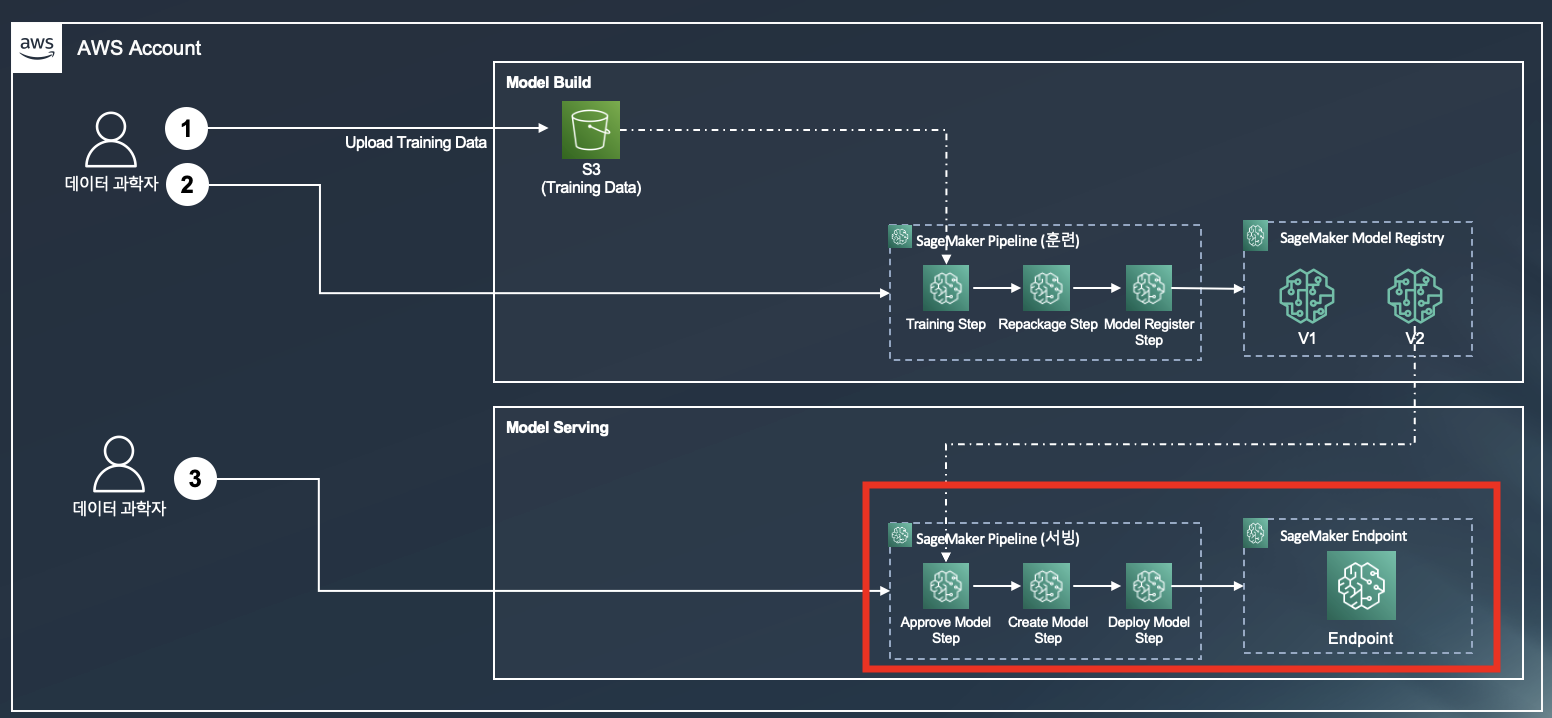 aws
AWS Account
Model Build
1
Upload Training Data
데이터 과학자
2
S3
(Training Data)
SageMaker Pipeline (훈련)
Training Step
Repackage Step
Model Register
Step
SageMaker Model Registry
V1
V2
Model Serving
3
데이터 과학자
SageMaker Pipeline (서빙)
Approve Model
Step
Create Model
Step
Deploy Model
Step
SageMaker Endpoint
Endpoint